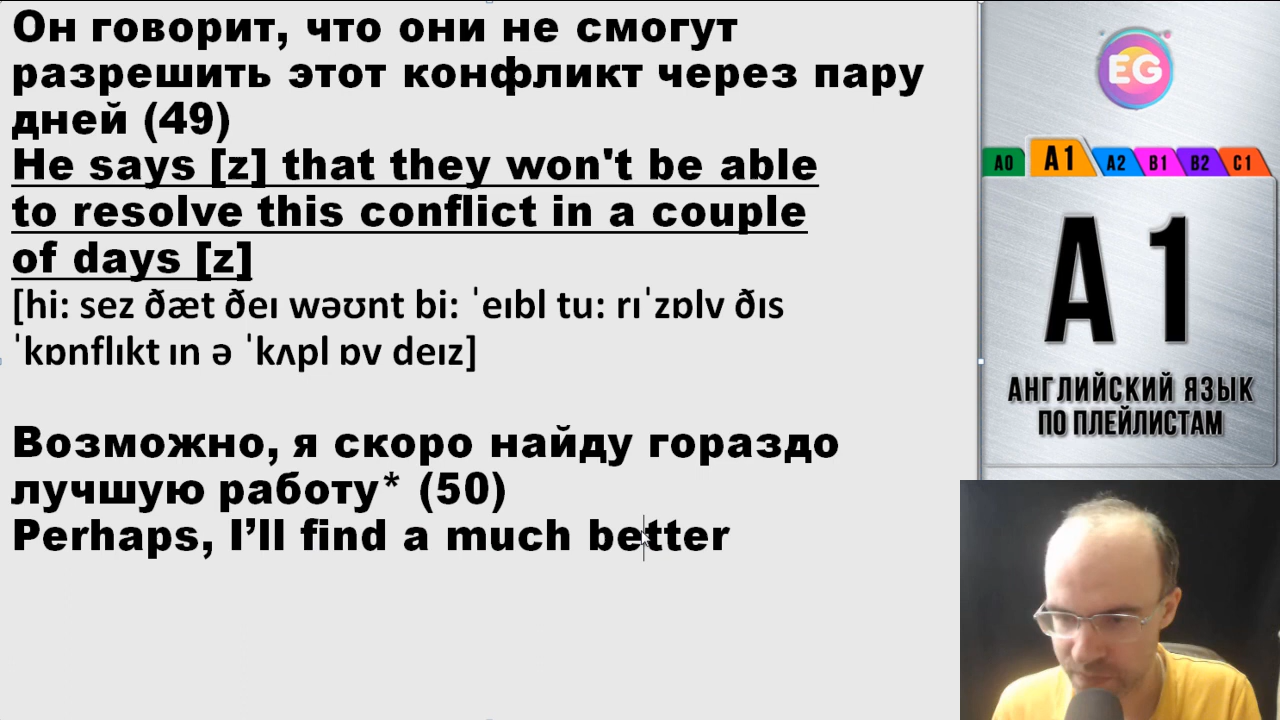 Он говорит, что они не смогут
разрешить этот конфликт через пару
дней (49)
He says [z] that they won't be able
to resolve this conflict in a couple
of days [z]
[hi: sez ðæt ðeɪ wəʊnt bi: ˈeɪbl tu: rɪˈzɒlv ðɪs
ˈkɒnflɪkt ɪn ə ˈkʌpl ɒv deɪz]
Возможно, я скоро найду гораздо
лучшую работу* (50)
Perhaps, I’ll find a much better
EG
A0 A1 A2 B1 B2 C1
A 1
АНГЛИЙСКИЙ ЯЗЫК
ПО ПЛЕЙЛИСТАМ